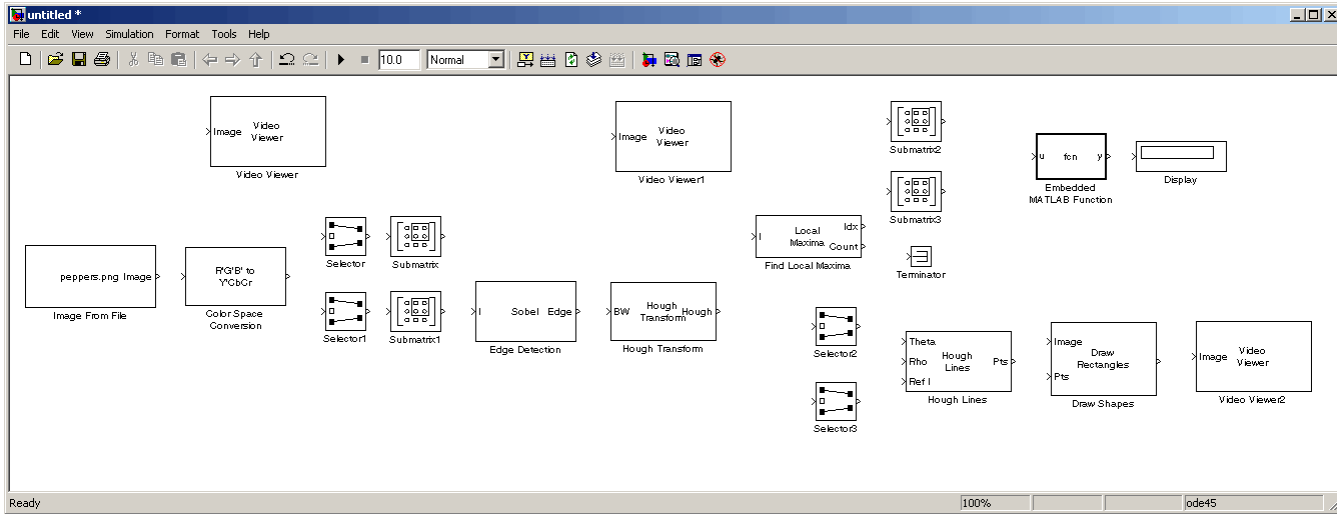 untitled *
File Edit View Simulation Format Tools Help
10.0 Normal
Image Video Viewer
Video Viewer
Image Video Viewer
Video Viewer1
Submatrix2
u fcn y
Embedded
MATLAB Function
Display
Submatrix3
peppers.png Image
Image From File
R'G'B' to
Y'CbCr
Color Space
Conversion
Selector
Submatrix
Selector1
Submatrix1
I Sobel Edge
Edge Detection
BW Hough Transform Hough
Hough Transform
I Local Maxima Idx
Count
Find Local Maxima
Terminator
Selector2
Selector3
Theta
Rho Hough Lines Pts
Ref I
Hough Lines
Image Draw Rectangles
Pts
Draw Shapes
Image Video Viewer
Video Viewer2
Ready 100% ode45